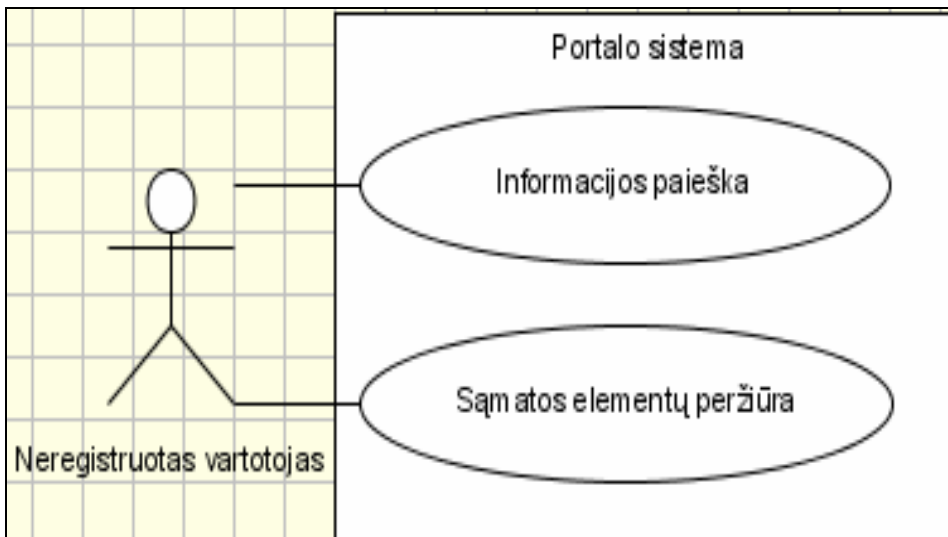 Portalo sistema
Informacijos paieška
Sąmatos elementų peržiūra
Neregistruotas vartotojas